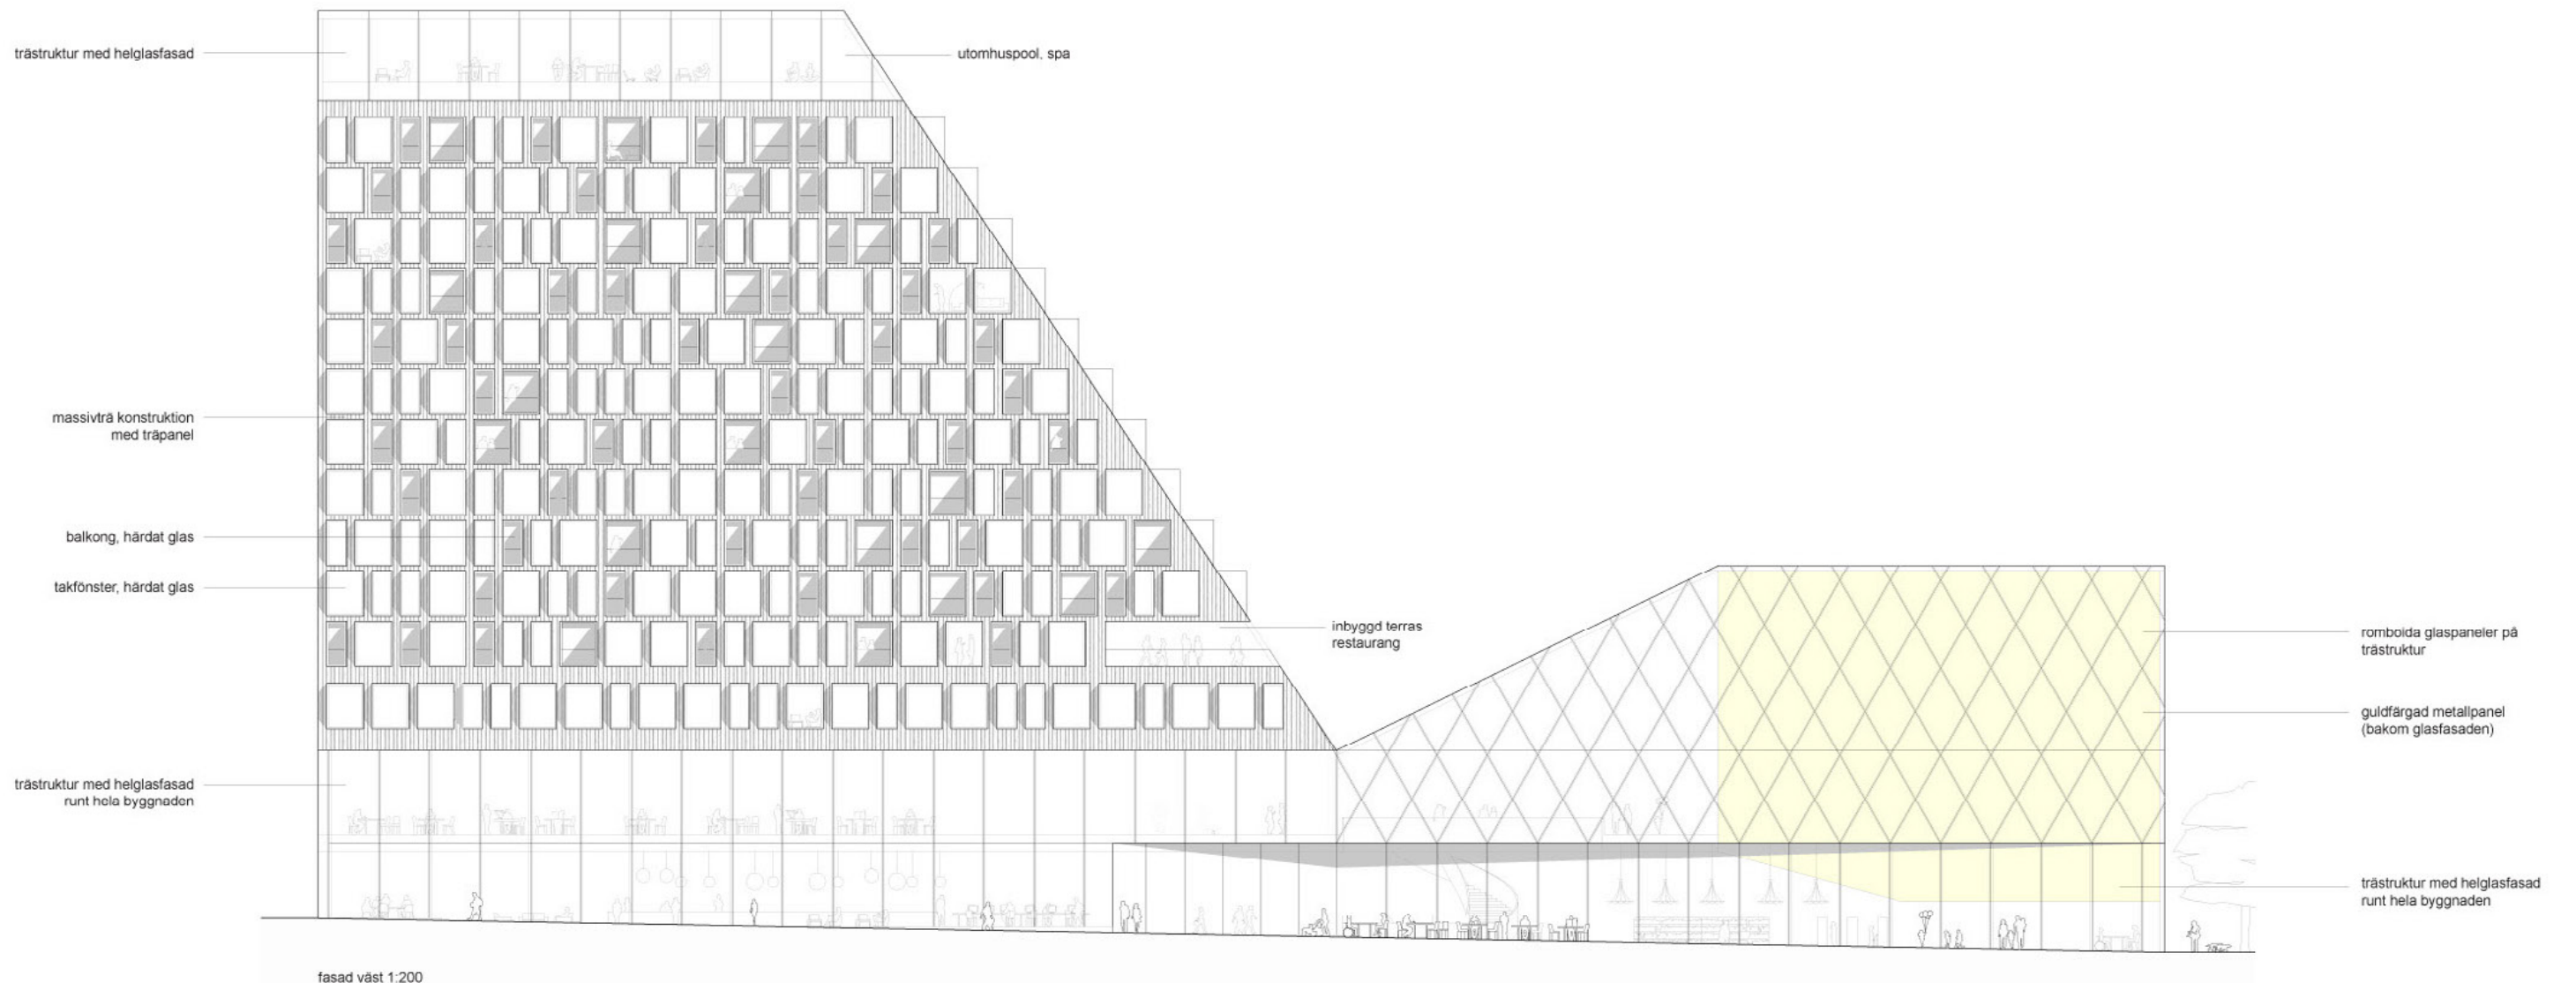 trästruktur med helglasfasad
utomhuspool, spa
massivträ konstruktion
med träpanel
balkong, härdat glas
takfönster, härdat glas
inbyggd terras
restaurang
romboida glaspaneler på
trästruktur
guldfärgad metallpanel
(bakom glasfasaden)
trästruktur med helglasfasad
runt hela byggnaden
trästruktur med helglasfasad
runt hela byggnaden
fasad väst 1:200